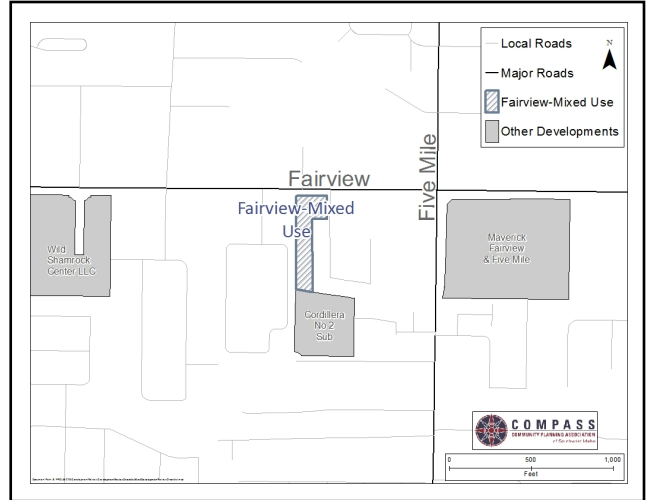 Local Roads
N
Major Roads
Fairview-Mixed Use
Other Developments
Five Mile
Fairview
Fairview-Mixed
Use
Wild
Shamrock
Center LLC
Maverick
Fairview
& Five Mile
Cordillera
No 2
Sub
COMPASS
COMMUNITY PLANNING ASSOCIATION
of Southwest Idaho
0 500 1,000
Feet